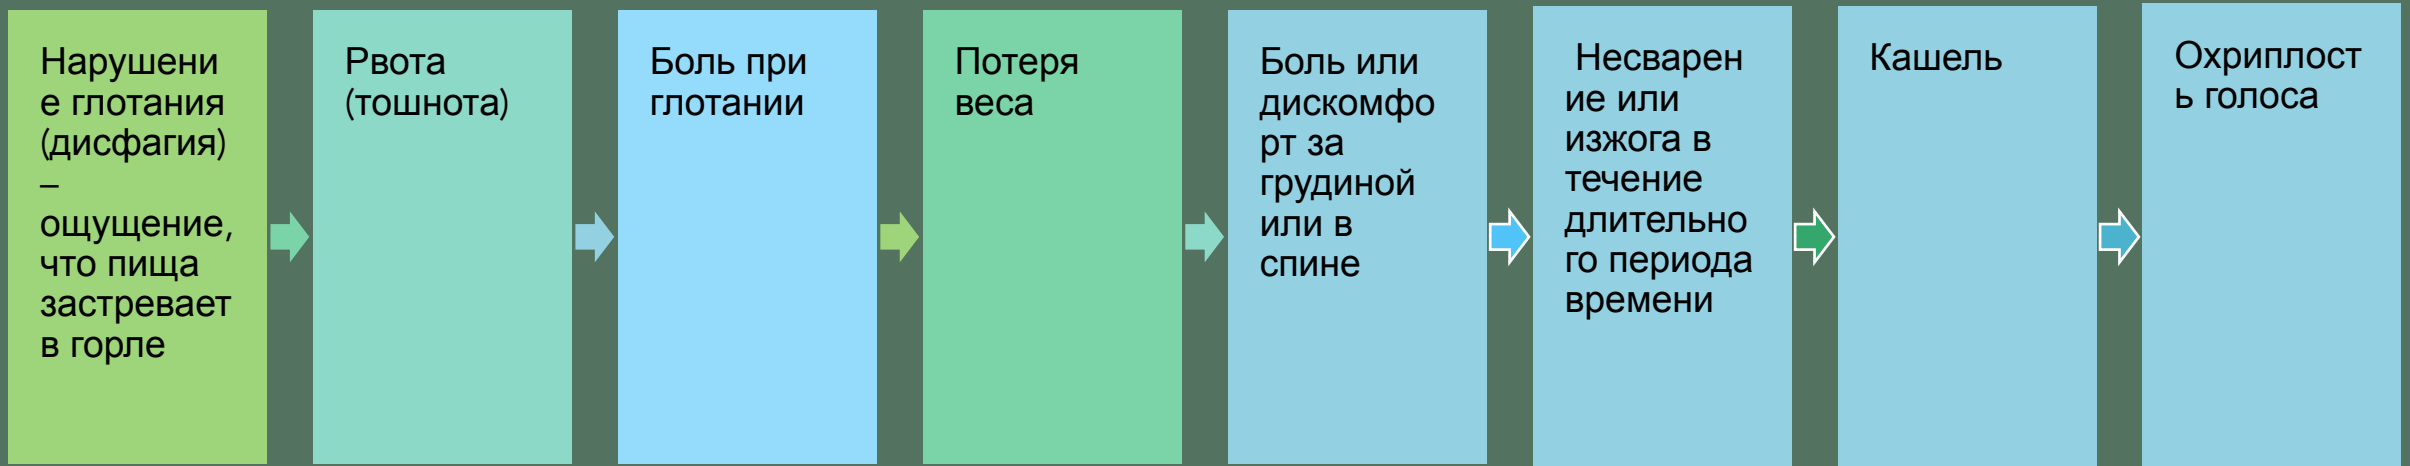 Нарушени
е глотания
(дисфагия)
–
ощущение,
что пища
застревает
в горле
Рвота
(тошнота)
Боль при
глотании
Потеря
веса
Боль или
дискомфо
рт за
грудиной
или в
спине
Несварен
ие или
изжога в
течение
длительно
го периода
времени
Кашель
Охриплост
ь голоса